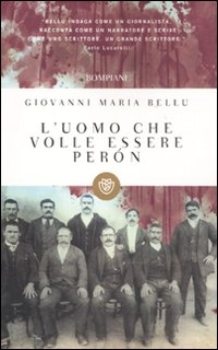 "BELLU INDAGA COME UN GIORNALISTA,
RACCONTA COME UN NARRATORE E SCRIVE
COME UNO SCRITTORE. UN GRANDE SCRITTORE."
Carlo Lucarelli
BOMPIANI
GIOVANNI MARIA BELLU
L'UOMO CHE
VOLLE ESSERE
PERÓN